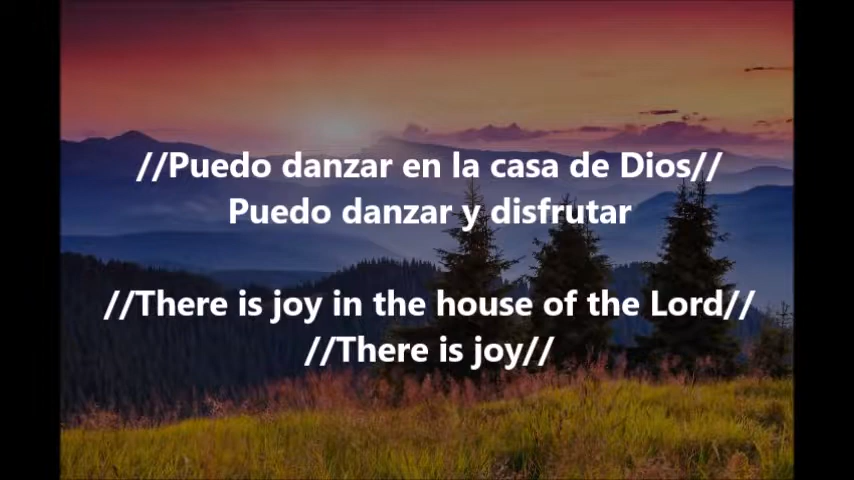 //Puedo danzar en la casa de Dios//
Puedo danzar y disfrutar
//There is joy in the house of the Lord//
//There is joy//